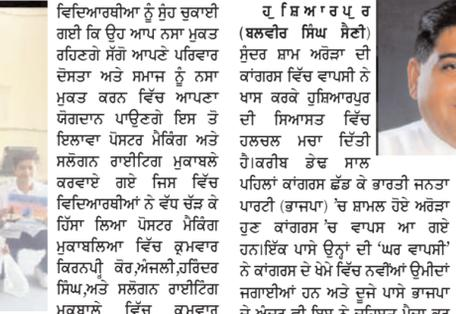 ਵਿਦਿਆਰਥੀਆ ਨੂੰ ਸੁੰਹ ਚੁਕਾਈ
ਗਈ ਕਿ ਉਹ ਆਪ ਨਸਾ ਮੁਕਤ
ਰਹਿਣਗੇ ਸੱਗੋ ਆਪਣੇ ਪਰਿਵਾਰ
ਦੋਸਤਾ ਅਤੇ ਸਮਾਜ ਨੂੰ ਨਸਾ
ਮੁਕਤ ਕਰਨ ਵਿੱਚ ਆਪਣਾ
ਯੋਗਦਾਨ ਪਾਉਣਗੇ ਇਸ ਤੋ
ਇਲਾਵਾ ਪੋਸਟਰ ਮੈਕਿੰਗ ਅਤੇ
ਸਲੋਗਨ ਰਾਈਟਿਗ ਮੁਕਾਬਲੇ
ਕਰਵਾਏ ਗਏ ਜਿਸ ਵਿੱਚ
ਵਿਦਿਆਰਥੀਆਂ ਨੇ ਵੱਧ ਚੱੜ ਕੇ
ਹਿੱਸਾ ਲਿਆ ਪੋਸਟਰ ਮੈਕਿੰਗ
ਮੁਕਾਬਲਿਆ ਵਿੱਚ ਕ੍ਰਮਵਾਰ
ਕਿਰਨਪ੍ਰੀ ਕੋਰ,ਅੰਜਲੀ,ਹਰਿੰਦਰ
ਸਿੰਘ,ਅਤੇ ਸਲੋਗਨ ਰਾਈਟਿਗ
ਮੁਕਾਬਲੇ ਵਿੱਚ ਕ੍ਰਮਵਾਰ
ਹੁਸ਼ਿਆਰਪੁਰ
(ਬਲਵੀਰ ਸਿੰਘ ਸੈਣੀ)
ਸੁੰਦਰ ਸ਼ਾਮ ਅਰੋੜਾ ਦੀ
ਕਾਂਗਰਸ ਵਿੱਚ ਵਾਪਸੀ ਨੇ
ਖਾਸ ਕਰਕੇ ਹੁਸ਼ਿਆਰਪੁਰ
ਦੀ ਸਿਆਸਤ ਵਿੱਚ
ਹਲਚਲ ਮਚਾ ਦਿੱਤੀ
ਹੈ।ਕਰੀਬ ਡੇਢ ਸਾਲ
ਪਹਿਲਾਂ ਕਾਂਗਰਸ ਛੱਡ ਕੇ ਭਾਰਤੀ ਜਨਤਾ
ਪਾਰਟੀ (ਭਾਜਪਾ) 'ਚ ਸ਼ਾਮਲ ਹੋਏ ਅਰੋੜਾ
ਹੁਣ ਕਾਂਗਰਸ 'ਚ ਵਾਪਸ ਆ ਗਏ
ਹਨ।ਇੱਕ ਪਾਸੇ ਉਨ੍ਹਾਂ ਦੀ 'ਘਰ ਵਾਪਸੀ'
ਨੇ ਕਾਂਗਰਸ ਦੇ ਖੇਮੇ ਵਿੱਚ ਨਵੀਂਆਂ ਉਮੀਦਾਂ
ਜਗਾਈਆਂ ਹਨ ਅਤੇ ਦੂਜੇ ਪਾਸੇ ਭਾਜਪਾ